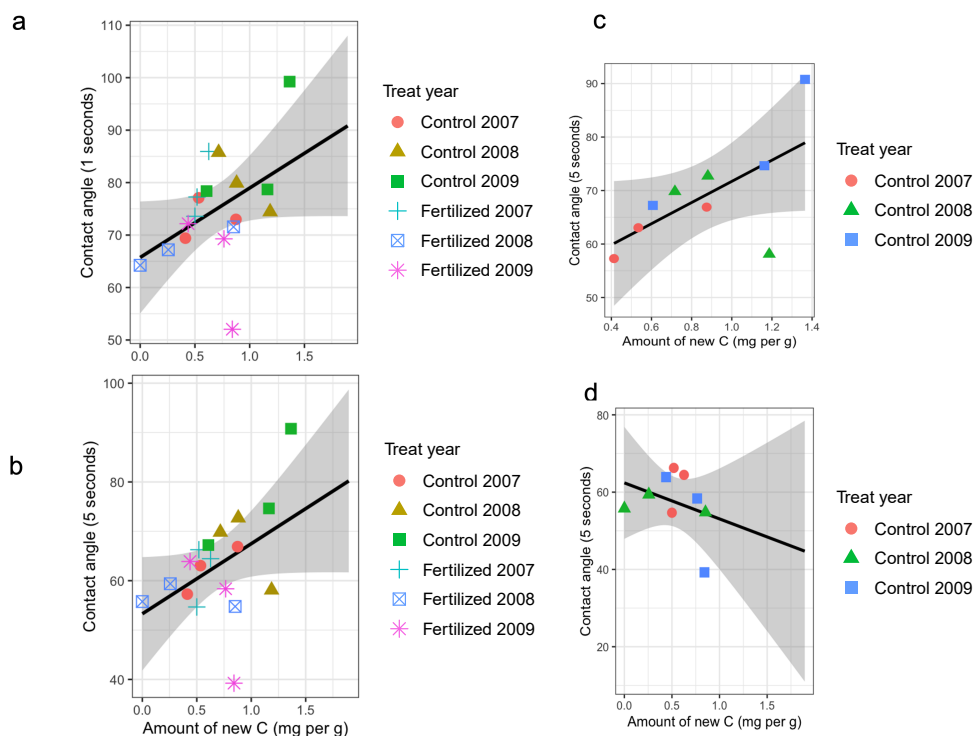 a
Contact angle (1 seconds)
110
100
90
80
70
60
50
0.0 0.5 1.0 1.5
Treat year
Control 2007
Control 2008
Control 2009
Fertilized 2007
Fertilized 2008
Fertilized 2009
b
Contact angle (5 seconds)
100
80
60
40
0.0 0.5 1.0 1.5
Amount of new C (mg per g)
Treat year
Control 2007
Control 2008
Control 2009
Fertilized 2007
Fertilized 2008
Fertilized 2009
c
Contact angle (5 seconds)
90
80
70
60
50
0.4 0.6 0.8 1.0 1.2 1.4
Amount of new C (mg per g)
Treat year
Control 2007
Control 2008
Control 2009
d
Contact angle (5 seconds)
80
60
40
20
0.0 0.5 1.0 1.5
Amount of new C (mg per g)
Treat year
Control 2007
Control 2008
Control 2009